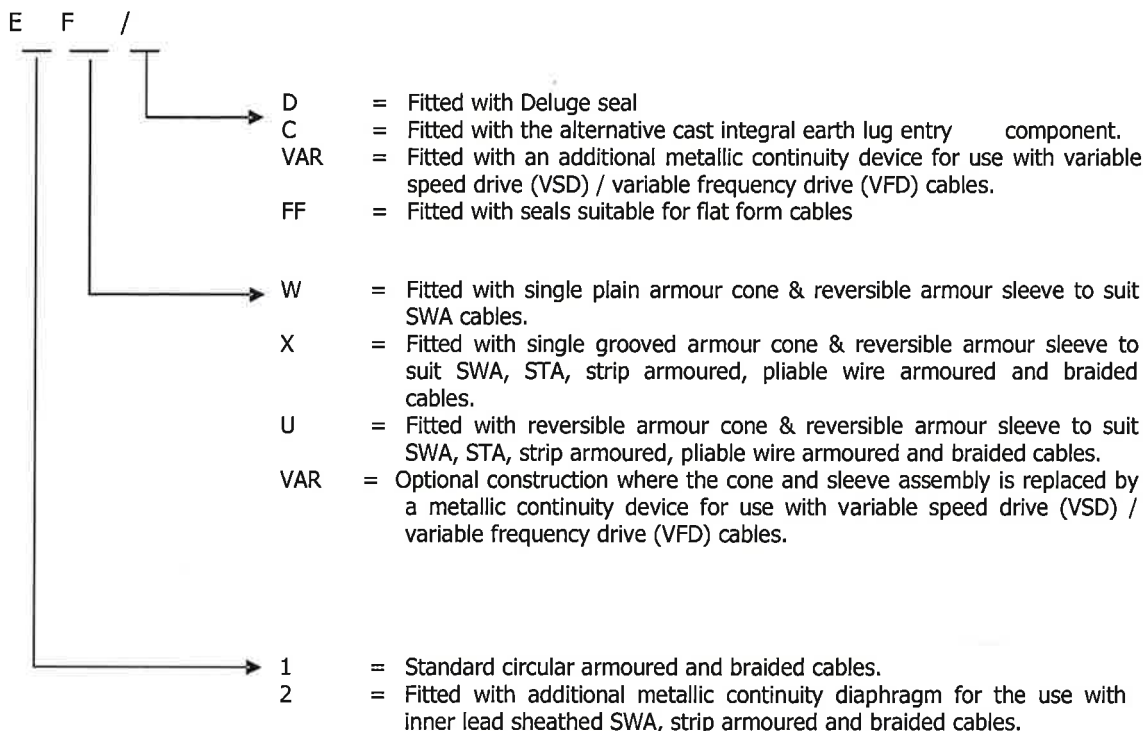 E F /
D = Fitted with Deluge seal
C = Fitted with the alternative cast integral earth lug entry component.
VAR = Fitted with an additional metallic continuity device for use with variable
speed drive (VSD) / variable frequency drive (VFD) cables.
FF = Fitted with seals suitable for flat form cables
W = Fitted with single plain armour cone & reversible armour sleeve to suit
SWA cables.
X = Fitted with single grooved armour cone & reversible armour sleeve to
suit SWA, STA, strip armoured, pliable wire armoured and braided
cables.
U = Fitted with reversible armour cone & reversible armour sleeve to suit
SWA, STA, strip armoured, pliable wire armoured and braided cables.
VAR = Optional construction where the cone and sleeve assembly is replaced by
a metallic continuity device for use with variable speed drive (VSD) /
variable frequency drive (VFD) cables.
1 = Standard circular armoured and braided cables.
2 = Fitted with additional metallic continuity diaphragm for the use with
inner lead sheathed SWA, strip armoured and braided cables.